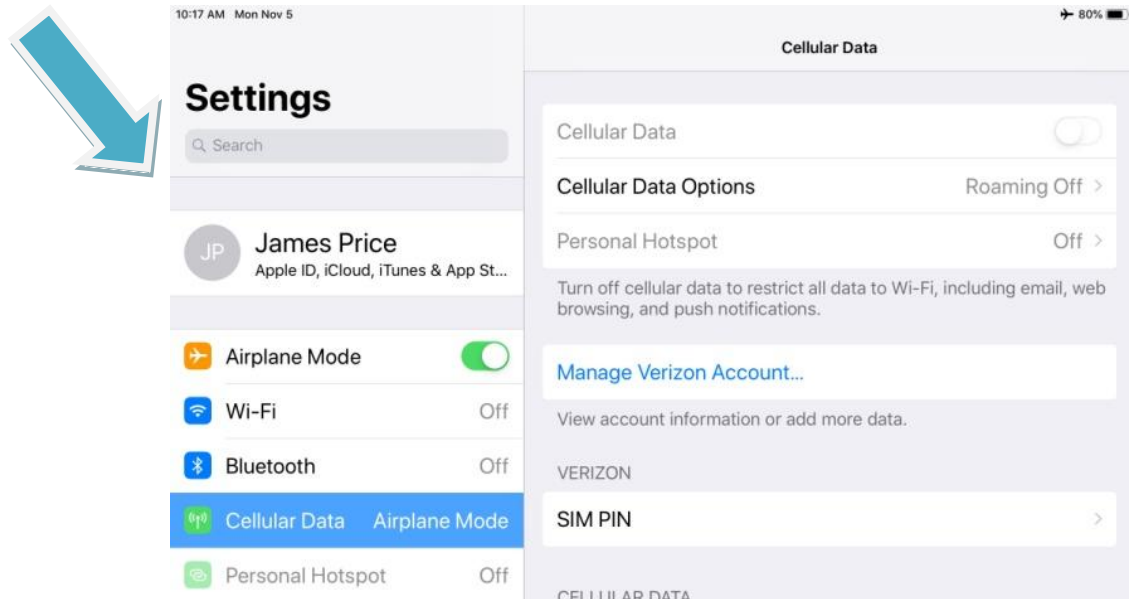 10:17 AM Mon Nov 5
80%
Settings
Search
JP
James Price
Apple ID, iCloud, iTunes & App St...
Airplane Mode
Wi-Fi Off
Bluetooth Off
Cellular Data Airplane Mode
Personal Hotspot Off
Cellular Data
Cellular Data
Cellular Data Options Roaming Off
Personal Hotspot Off
Turn off cellular data to restrict all data to Wi-Fi, including email, web
browsing, and push notifications.
Manage Verizon Account...
View account information or add more data.
VERIZON
SIM PIN
CELLULAR DATA